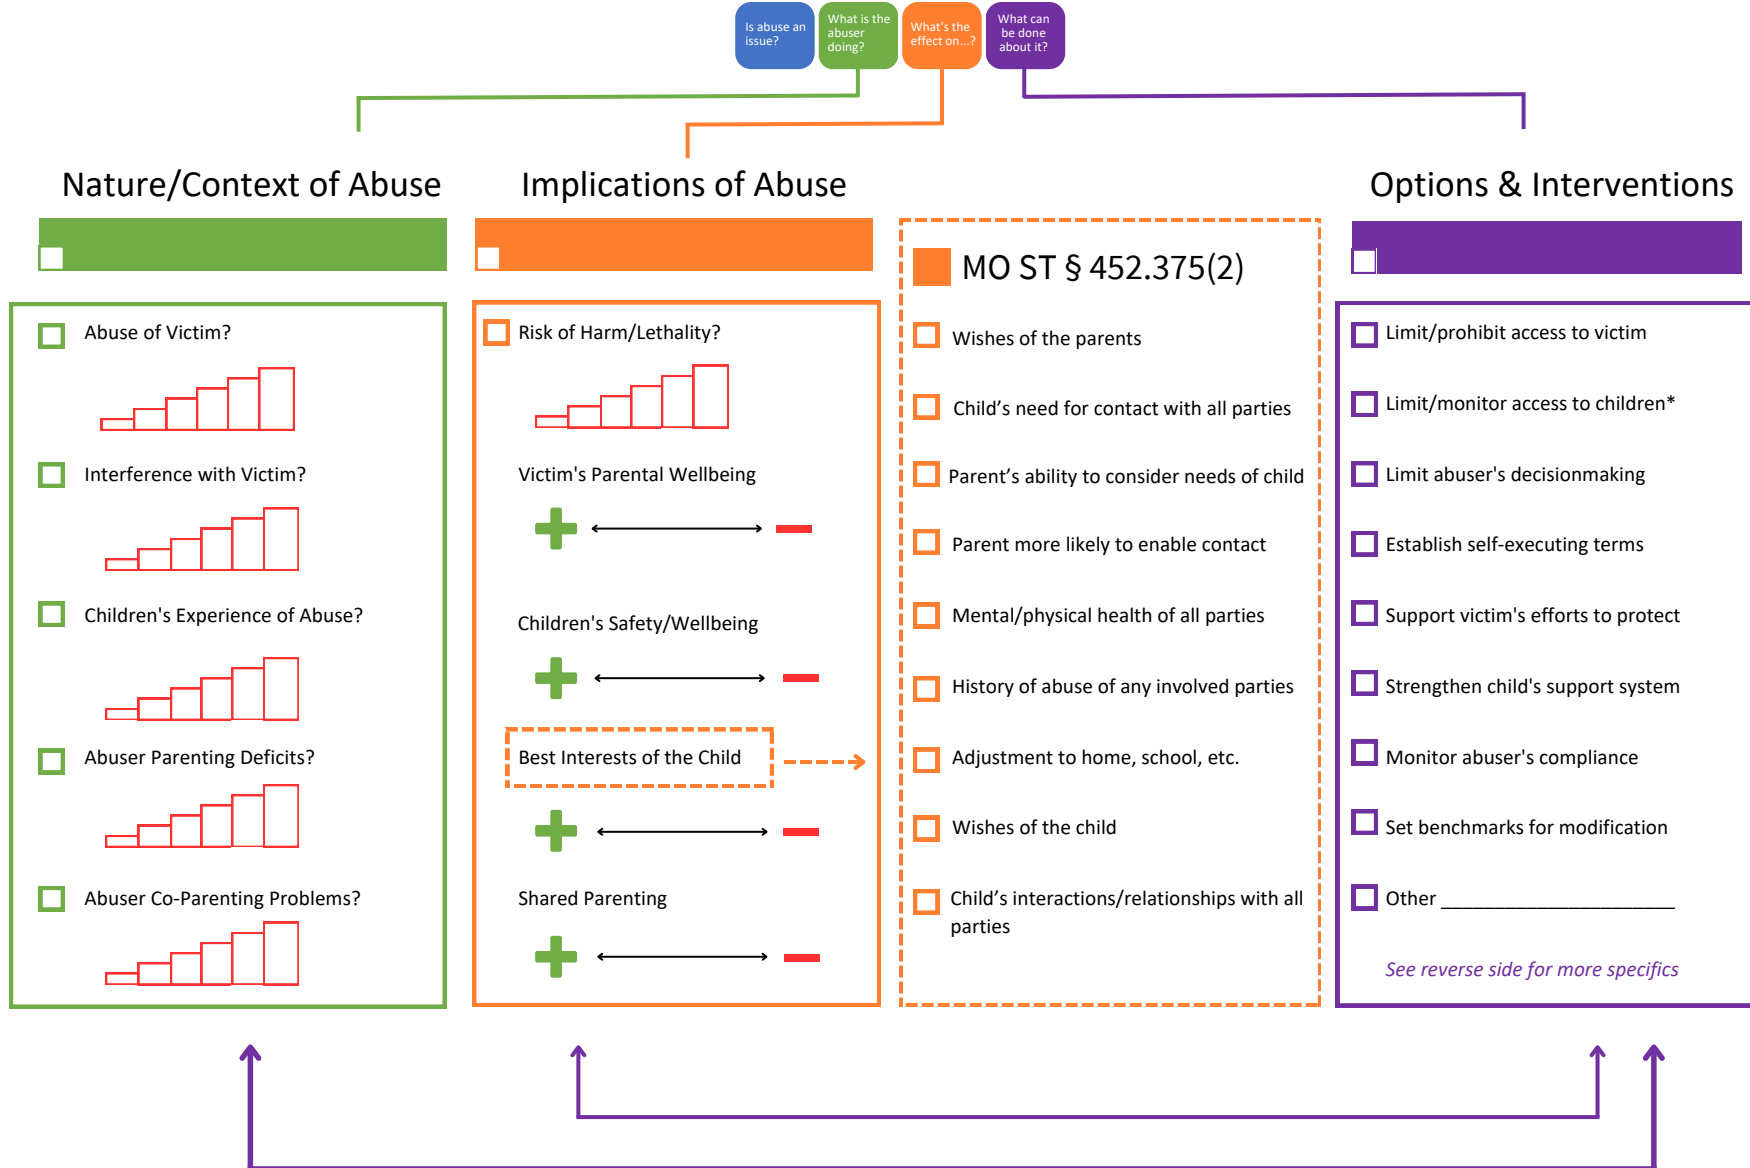 Is abuse an
issue?
What is the
abuser
doing?
What's the
effect on...?
What can
be done
about it?
Nature/Context of Abuse
Abuse of Victim?
Interference with Victim?
Children's Experience of Abuse?
Abuser Parenting Deficits?
Abuser Co-Parenting Problems?
Implications of Abuse
Risk of Harm/Lethality?
Victim's Parental Wellbeing
Children's Safety/Wellbeing
Best Interests of the Child
Shared Parenting
MO ST § 452.375(2)
Wishes of the parents
Child’s need for contact with all parties
Parent’s ability to consider needs of child
Parent more likely to enable contact
Mental/physical health of all parties
History of abuse of any involved parties
Adjustment to home, school, etc.
Wishes of the child
Child’s interactions/relationships with all
parties
Options & Interventions
Limit/prohibit access to victim
Limit/monitor access to children*
Limit abuser's decisionmaking
Establish self-executing terms
Support victim's efforts to protect
Strengthen child's support system
Monitor abuser's compliance
Set benchmarks for modification
Other ______________________
See reverse side for more specifics